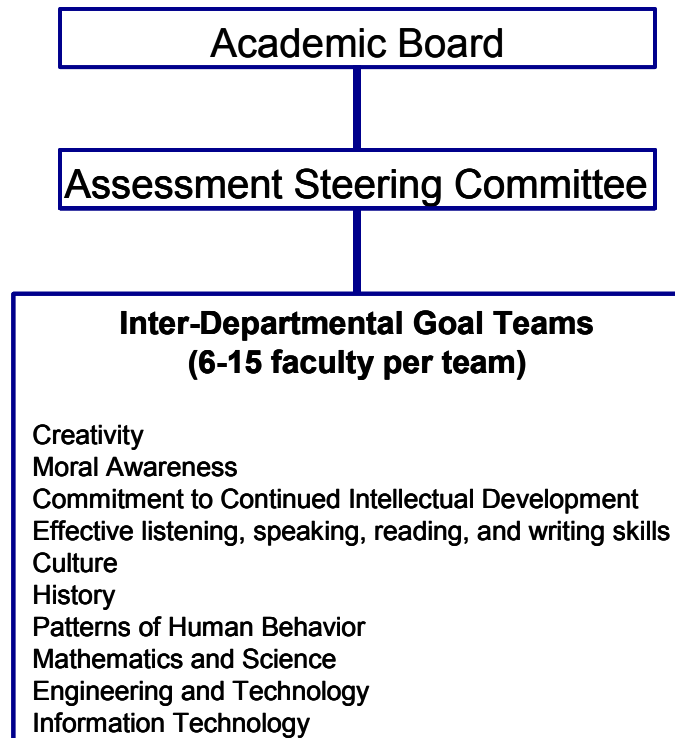 Academic Board
Assessment Steering Committee
Inter-Departmental Goal Teams
(6-15 faculty per team)
Creativity
Moral Awareness
Commitment to Continued Intellectual Development
Effective listening, speaking, reading, and writing skills
Culture
History
Patterns of Human Behavior
Mathematics and Science
Engineering and Technology
Information Technology